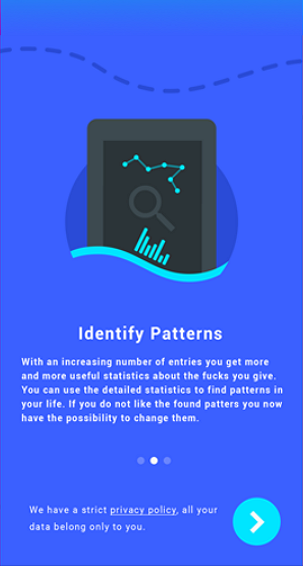 Identify Patterns
With an increasing number of entries you get more
and more useful statistics about the fucks you give.
You can use the detailed statistics to find patterns in
your life. If you do not like the found patters you now
have the possibility to change them.
We have a strict privacy policy, all your
data belong only to you.